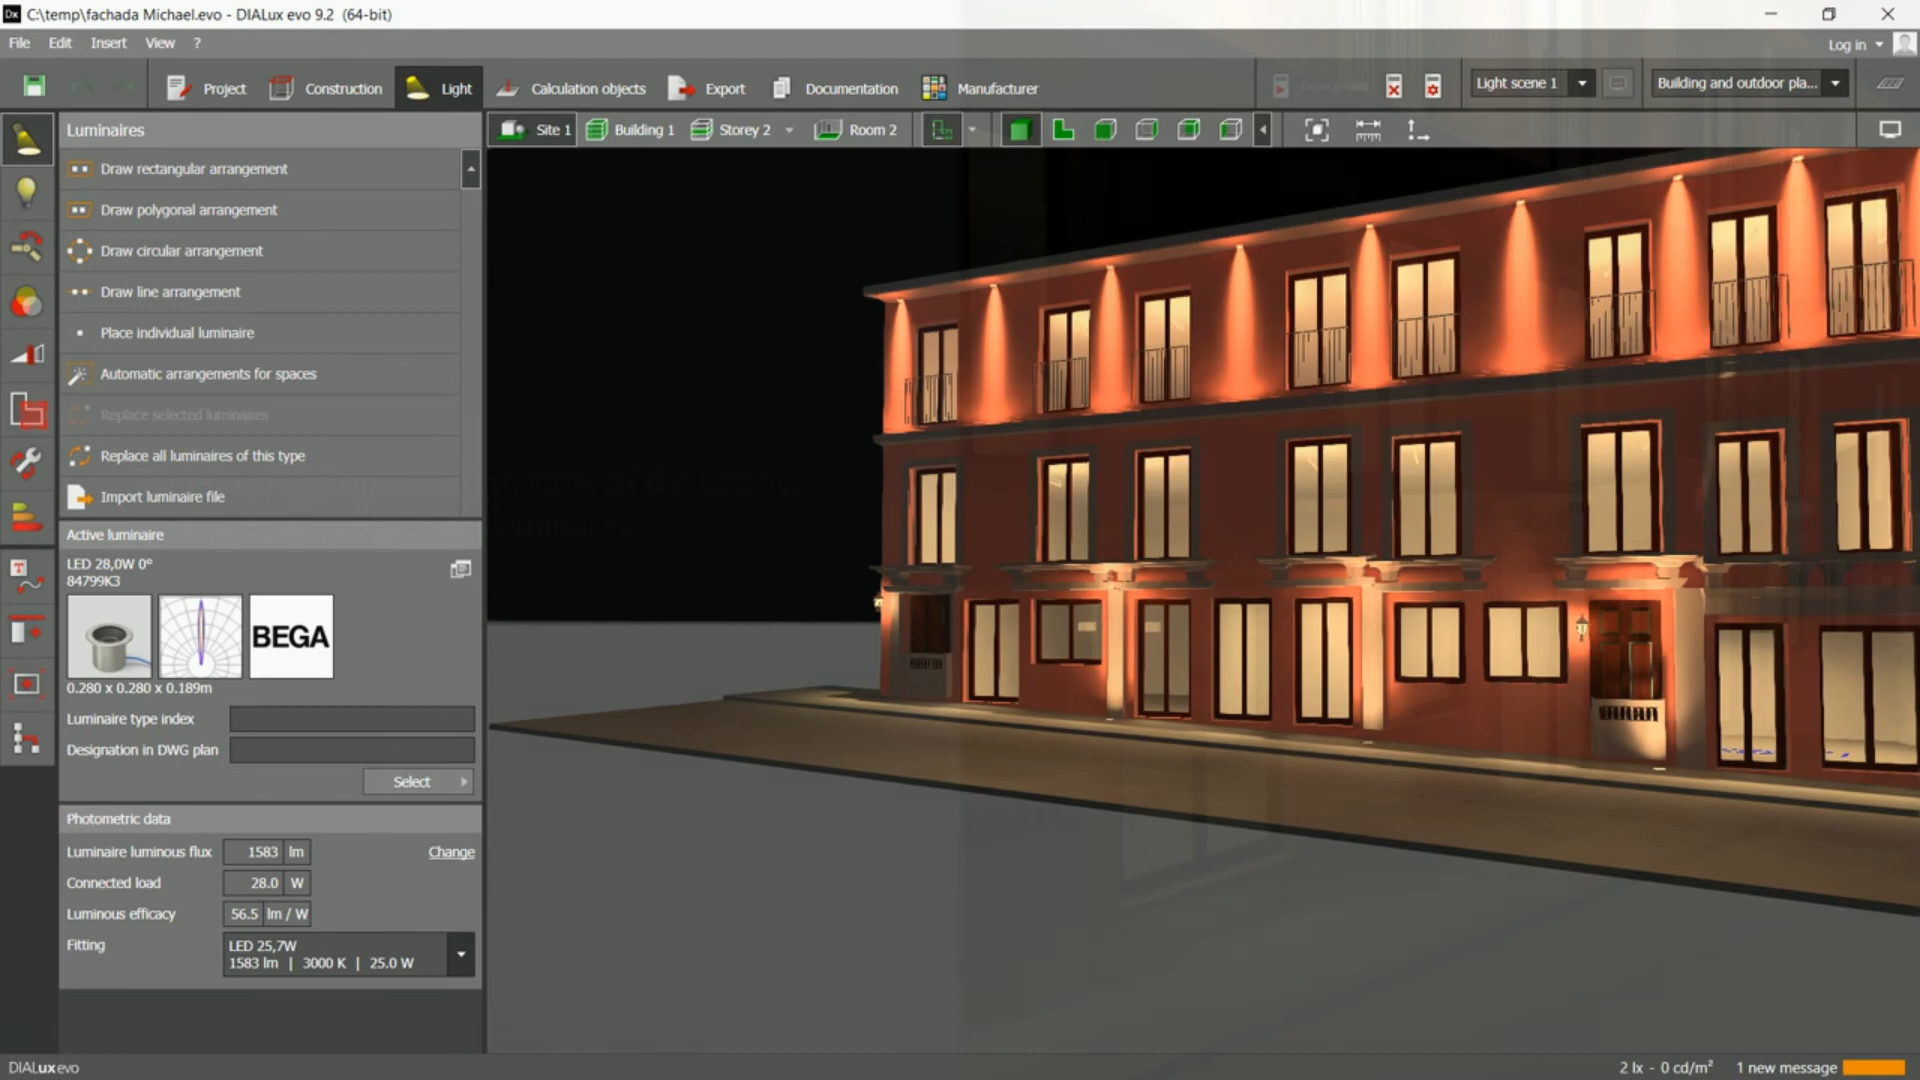 C:\temp\fachada Michael.evo - DIALux evo 9.2 (64-bit)
File Edit Insert View ?
Log in
Project Construction Light Calculation objects Export Documentation Manufacturer
Light scene 1
Building and outdoor pla...
Luminaires
Site 1 Building 1 Storey 2 Room 2
Draw rectangular arrangement
Draw polygonal arrangement
Draw circular arrangement
Draw line arrangement
Place individual luminaire
Automatic arrangements for spaces
Replace selected luminaires
Replace all luminaires of this type
Import luminaire file
Active luminaire
LED 28,0W 0°
84799K3
BEGA
0.280 x 0.280 x 0.189m
Luminaire type index
Designation in DWG plan
Select
Photometric data
Luminaire luminous flux 1583 lm Change
Connected load 28.0 W
Luminous efficacy 56.5 lm / W
Fitting LED 25,7W
1583 lm | 3000 K | 25.0 W
DIALux evo
2 lx - 0 cd/m² 1 new message